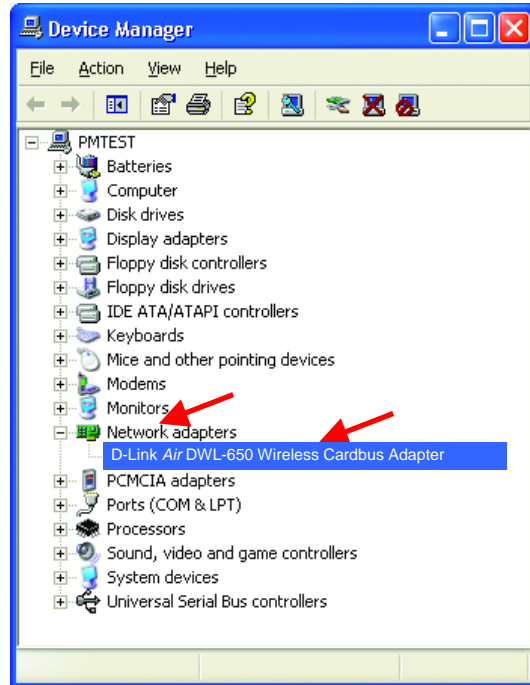 Device Manager
File Action View Help
PMTEST
Batteries
Computer
Disk drives
Display adapters
Floppy disk controllers
Floppy disk drives
IDE ATA/ATAPI controllers
Keyboards
Mice and other pointing devices
Modems
Monitors
Network adapters
D-Link Air DWL-650 Wireless Cardbus Adapter
PCMCIA adapters
Ports (COM & LPT)
Processors
Sound, video and game controllers
System devices
Universal Serial Bus controllers